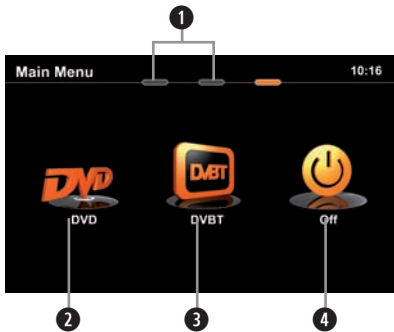 1
Main Menu 10:16
DVD DVBT
DVD DVBT Off
2 3 4